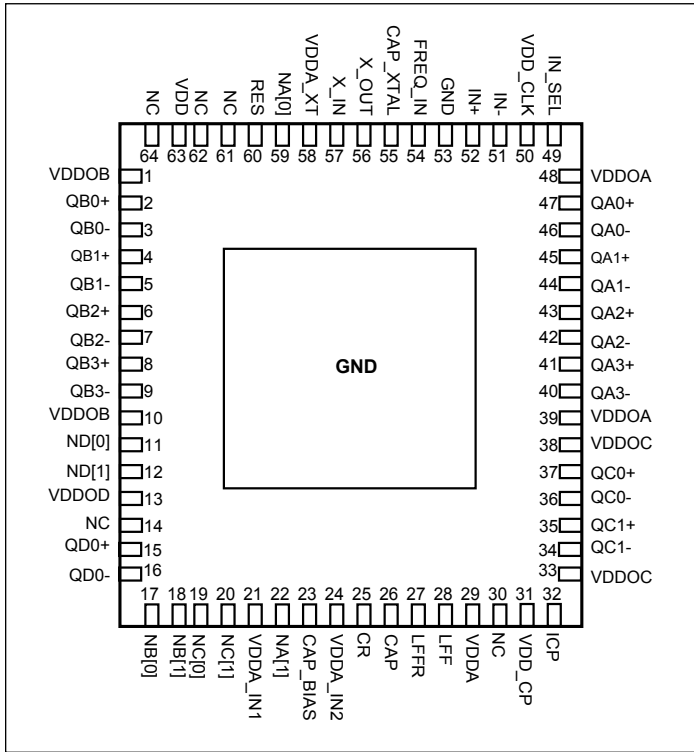 NC
VDD
NC
NC
RES
NA[0]
VDDA_XT
X_IN
X_OUT
CAP_XTAL
FREQ_IN
GND
IN+
IN-
VDD_CLK
IN_SEL
64 63 62 61 60 59 58 57 56 55 54 53 52 51 50 49
VDDOB 1
QB0+ 2
QB0- 3
QB1+ 4
QB1- 5
QB2+ 6
QB2- 7
QB3+ 8
QB3- 9
VDDOB 10
ND[0] 11
ND[1] 12
VDDOD 13
NC 14
QD0+ 15
QD0- 16
GND
48 VDDOA
47 QA0+
46 QA0-
45 QA1+
44 QA1-
43 QA2+
42 QA2-
41 QA3+
40 QA3-
39 VDDOA
38 VDDOC
37 QC0+
36 QC0-
35 QC1+
34 QC1-
33 VDDOC
17 18 19 20 21 22 23 24 25 26 27 28 29 30 31 32
NB[0]
NB[1]
NC[0]
NC[1]
VDDA_IN1
NA[1]
CAP_BIAS
VDDA_IN2
CR
CAP
LFFR
LFF
VDDA
NC
VDD_CP
ICP